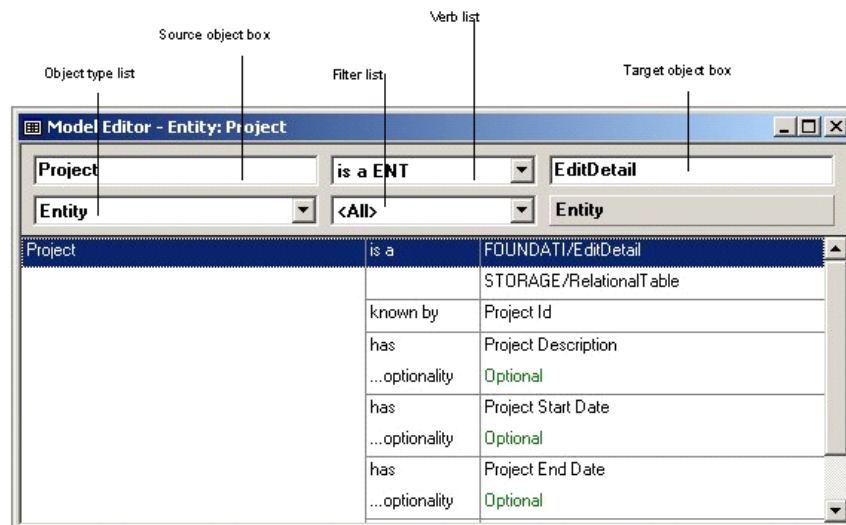 Verb list
Source object box
Object type list
Filter list
Target object box
Model Editor - Entity: Project
Project is a ENT EditDetail
Entity <All> Entity
Project is a FOUNDATI/EditDetail
STORAGE/RelationalTable
known by Project Id
has Project Description
...optionality Optional
has Project Start Date
...optionality Optional
has Project End Date
...optionality Optional